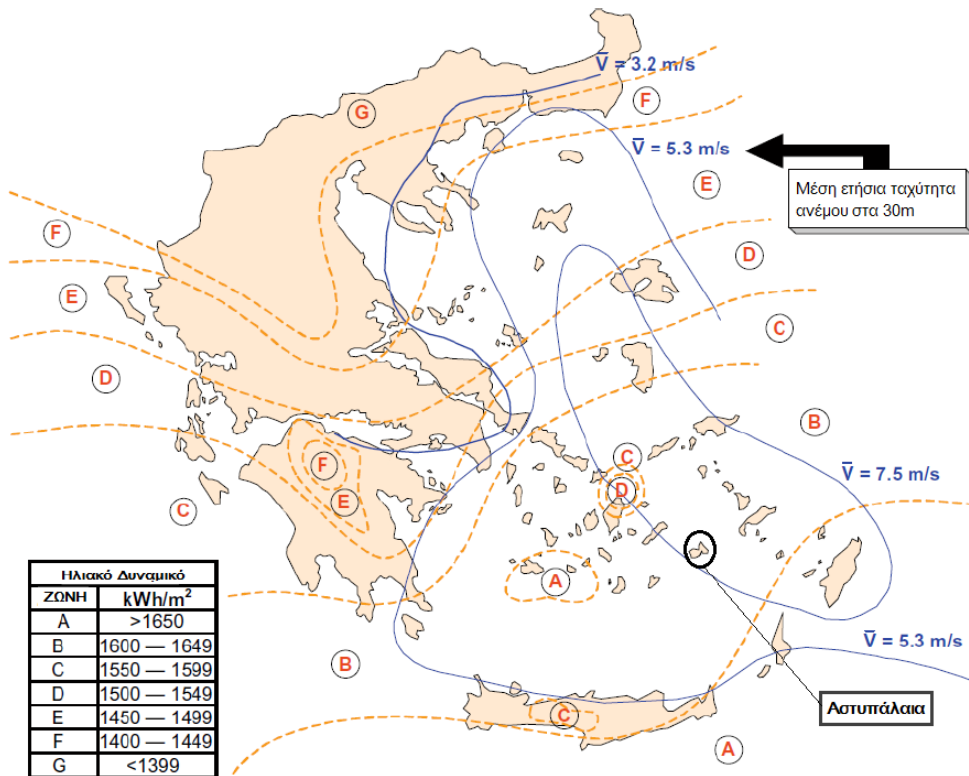 V̅ = 3.2 m/s
F
G
V̅ = 5.3 m/s
E
Μέση ετήσια ταχύτητα
ανέμου στα 30m
F
D
E
C
D
B
C
F
V̅ = 7.5 m/s
D
E
C
A
V̅ = 5.3 m/s
B
C
A
Αστυπάλαια
Ηλιακό Δυναμικό
ΖΩΝΗ kWh/m²
A >1650
B 1600 — 1649
C 1550 — 1599
D 1500 — 1549
E 1450 — 1499
F 1400 — 1449
G <1399